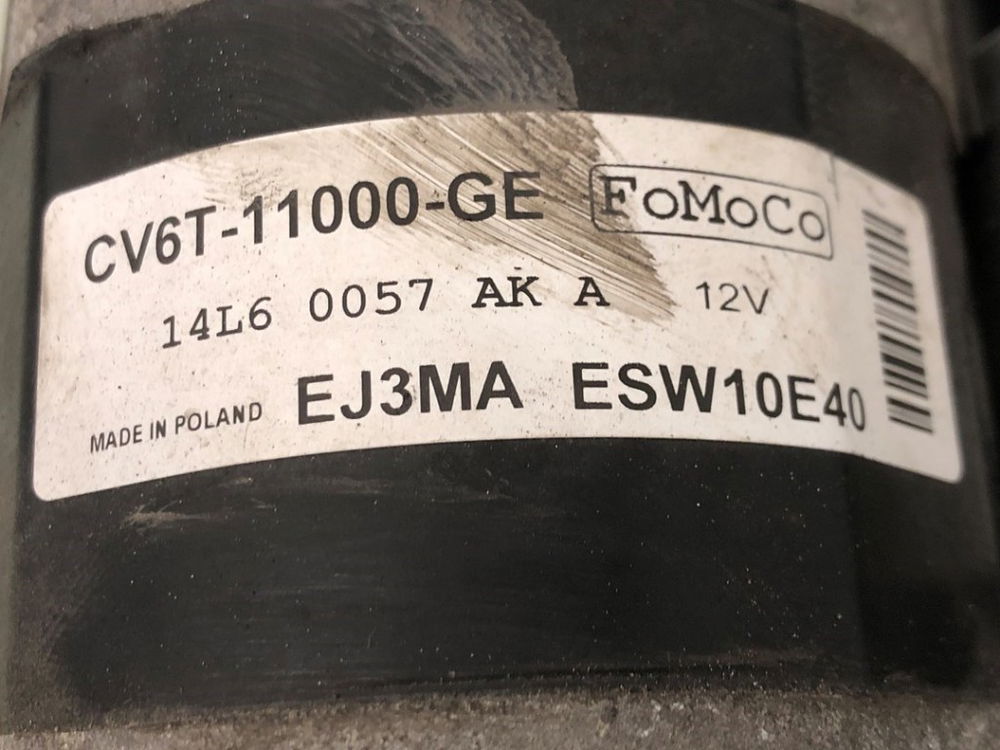 CV6T-11000-GE FoMoCo
14L6 0057 AK A 12V
MADE IN POLAND EJ3MA ESW10E40